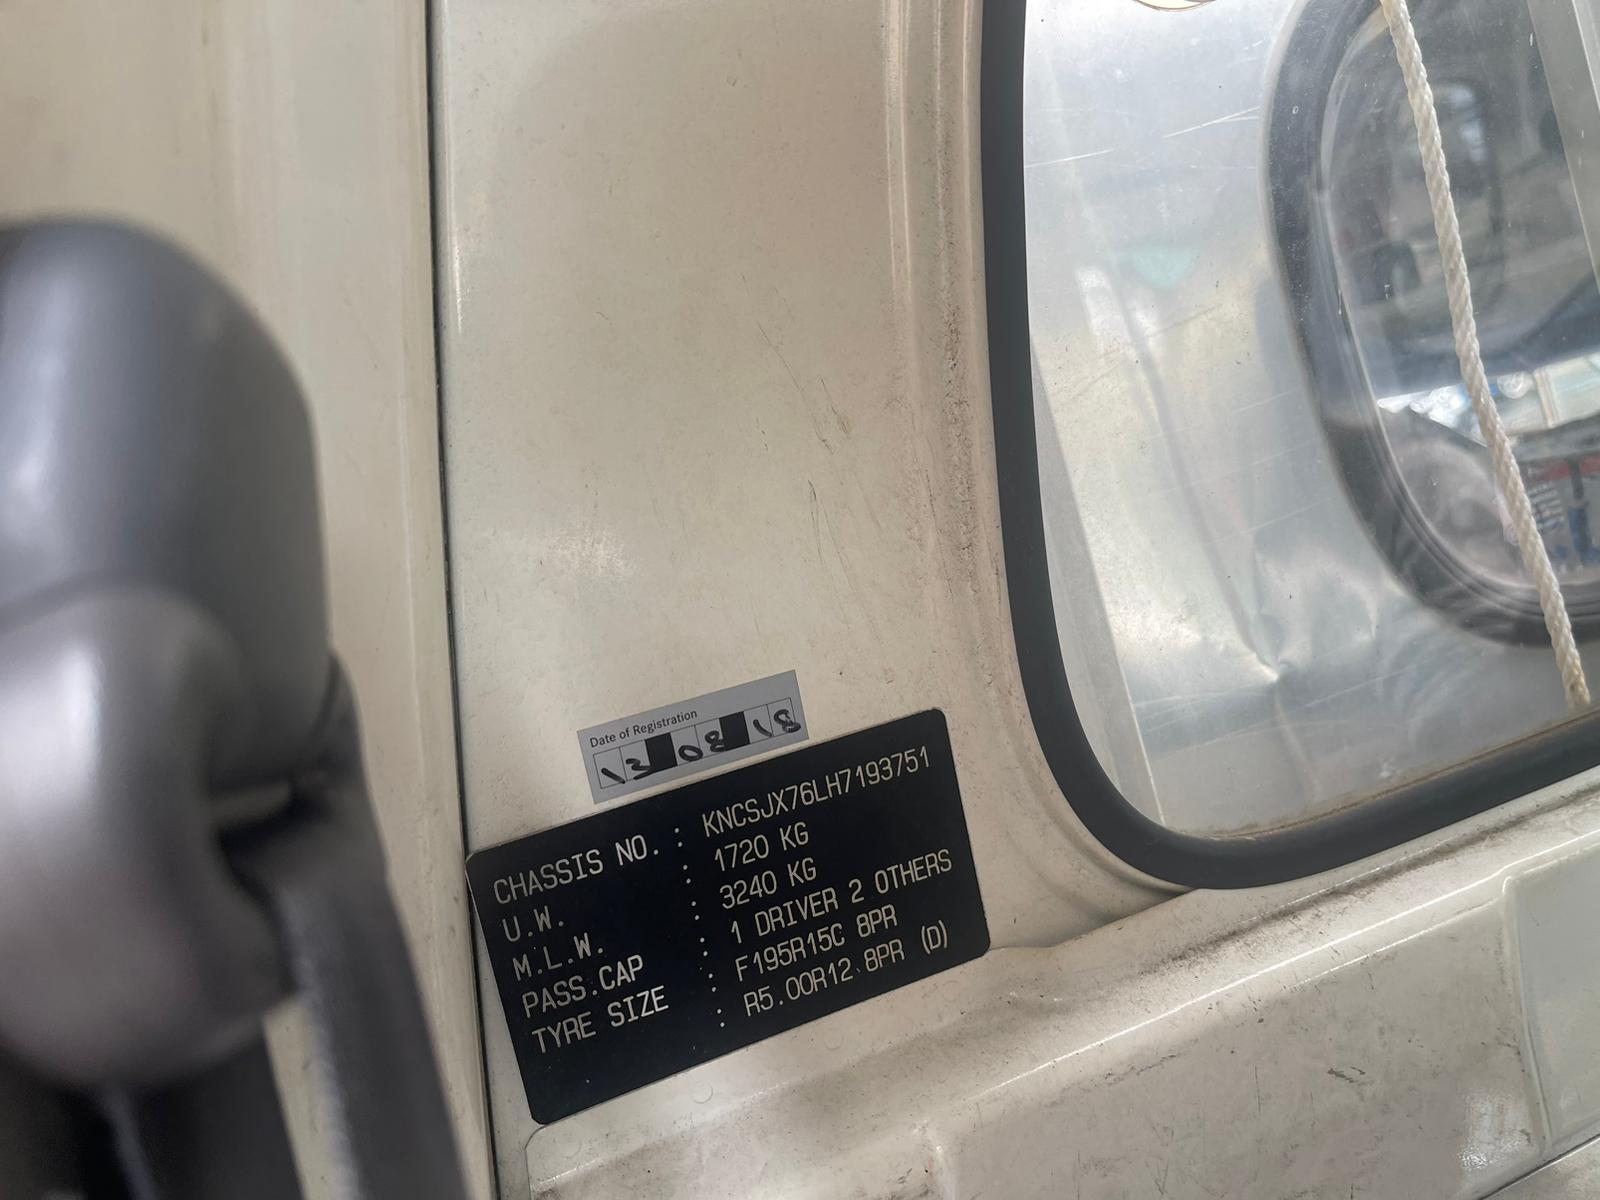 Date of Registration
13 08 18
CHASSIS NO. : KNCSJX76LH7193751
U.W. : 1720 KG
M.L.W. : 3240 KG
PASS.CAP : 1 DRIVER 2 OTHERS
TYRE SIZE : F195R15C 8PR
: R5.00R12 8PR (D)